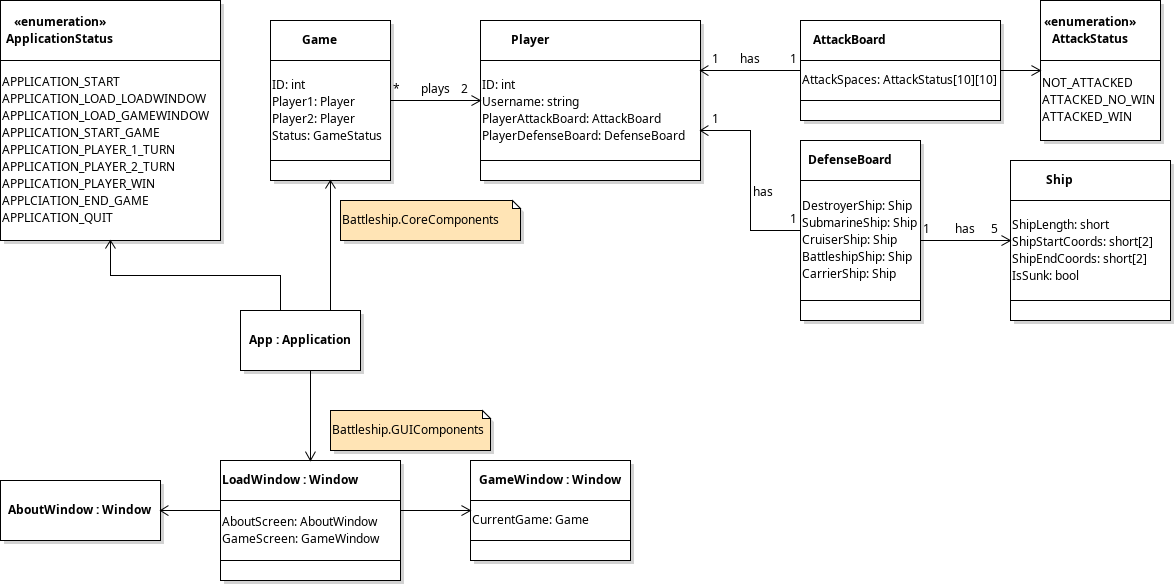 «enumeration»
ApplicationStatus
APPLICATION_START
APPLICATION_LOAD_LOADWINDOW
APPLICATION_LOAD_GAMEWINDOW
APPLICATION_START_GAME
APPLICATION_PLAYER_1_TURN
APPLICATION_PLAYER_2_TURN
APPLICATION_PLAYER_WIN
APPLCIATION_END_GAME
APPLICATION_QUIT
Game
ID: int
Player1: Player
Player2: Player
Status: GameStatus
* plays 2
Player
ID: int
Username: string
PlayerAttackBoard: AttackBoard
PlayerDefenseBoard: DefenseBoard
1 has 1
AttackBoard
AttackSpaces: AttackStatus[10][10]
«enumeration»
AttackStatus
NOT_ATTACKED
ATTACKED_NO_WIN
ATTACKED_WIN
1
has
1
DefenseBoard
DestroyerShip: Ship
SubmarineShip: Ship
CruiserShip: Ship
BattleshipShip: Ship
CarrierShip: Ship
1 has 5
Ship
ShipLength: short
ShipStartCoords: short[2]
ShipEndCoords: short[2]
IsSunk: bool
Battleship.CoreComponents
App : Application
Battleship.GUIComponents
AboutWindow : Window
LoadWindow : Window
AboutScreen: AboutWindow
GameScreen: GameWindow
GameWindow : Window
CurrentGame: Game